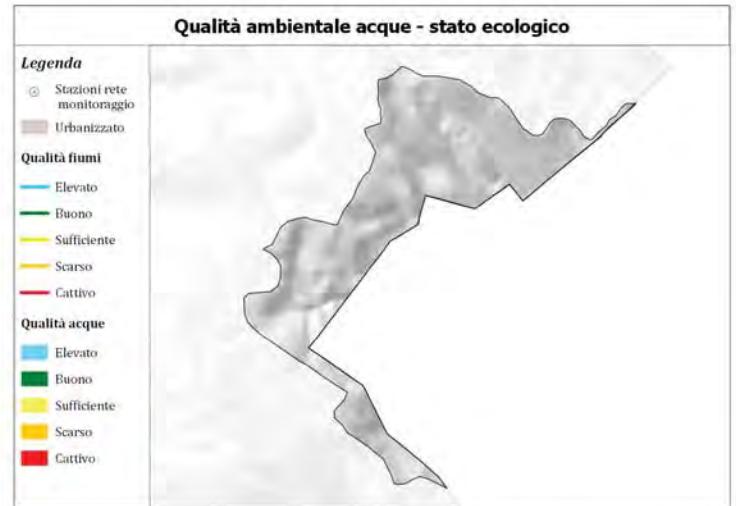 Qualità ambientale acque - stato ecologico
Legenda
Stazioni rete
monitoraggio
Urbanizzato
Qualità fiumi
Elevato
Buono
Sufficiente
Scarso
Cattivo
Qualità acque
Elevato
Buono
Sufficiente
Scarso
Cattivo